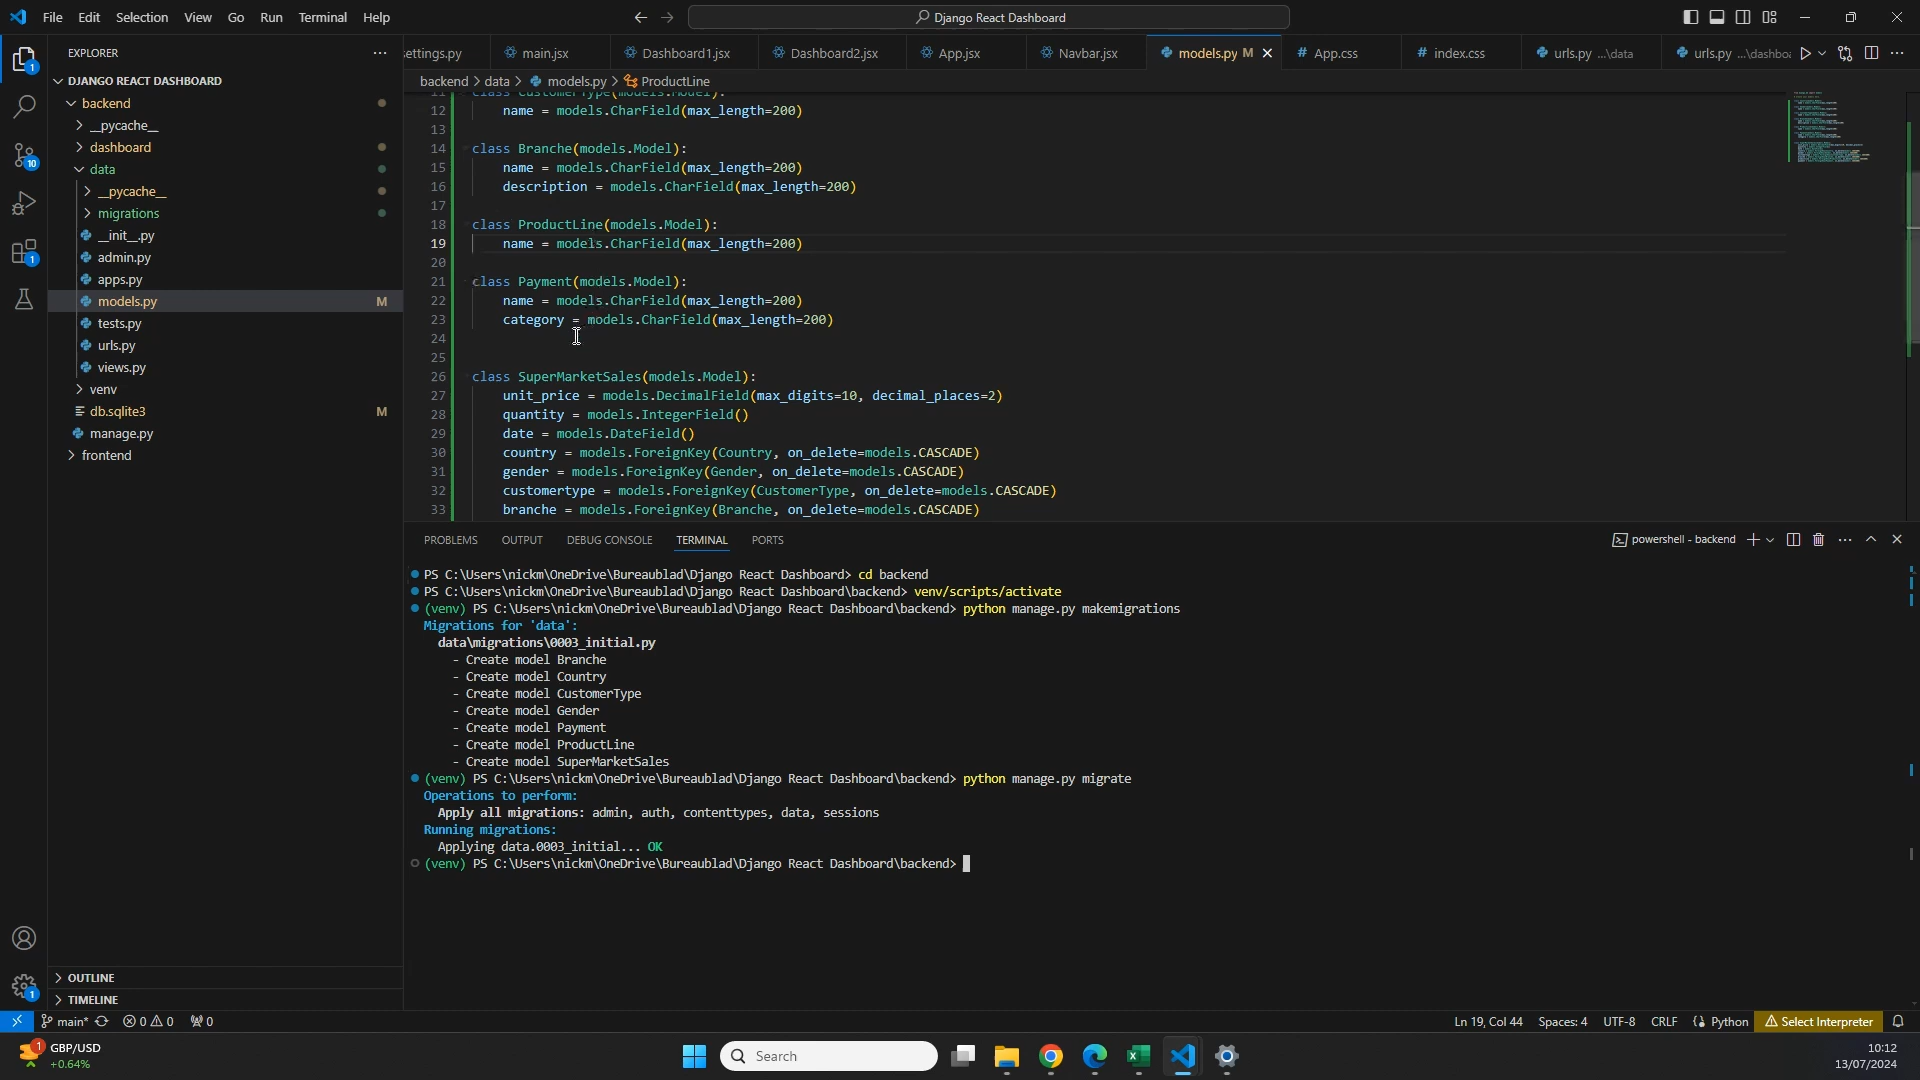 File Edit Selection View Go Run Terminal Help
Django React Dashboard
EXPLORER
DJANGO REACT DASHBOARD
backend
__pycache__
dashboard
data
__pycache__
migrations
__init__.py
admin.py
apps.py
models.py M
tests.py
urls.py
views.py
venv
db.sqlite3 M
manage.py
frontend
OUTLINE
TIMELINE
ettings.py main.jsx Dashboard1.jsx Dashboard2.jsx App.jsx Navbar.jsx models.py M App.css index.css urls.py ...\data urls.py ...\dashboa
backend > data > models.py > ProductLine
class CustomerType(models.Model):
12 name = models.CharField(max_length=200)
13
14 class Branche(models.Model):
15 name = models.CharField(max_length=200)
16 description = models.CharField(max_length=200)
17
18 class ProductLine(models.Model):
19 name = models.CharField(max_length=200)
20
21 class Payment(models.Model):
22 name = models.CharField(max_length=200)
23 category = models.CharField(max_length=200)
24
25
26 class SuperMarketSales(models.Model):
27 unit_price = models.DecimalField(max_digits=10, decimal_places=2)
28 quantity = models.IntegerField()
29 date = models.DateField()
30 country = models.ForeignKey(Country, on_delete=models.CASCADE)
31 gender = models.ForeignKey(Gender, on_delete=models.CASCADE)
32 customertype = models.ForeignKey(CustomerType, on_delete=models.CASCADE)
33 branche = models.ForeignKey(Branche, on_delete=models.CASCADE)
PROBLEMS OUTPUT DEBUG CONSOLE TERMINAL PORTS
powershell - backend
PS C:\Users\nickm\OneDrive\Bureaublad\Django React Dashboard> cd backend
PS C:\Users\nickm\OneDrive\Bureaublad\Django React Dashboard\backend> venv/scripts/activate
(venv) PS C:\Users\nickm\OneDrive\Bureaublad\Django React Dashboard\backend> python manage.py makemigrations
Migrations for 'data':
data\migrations\0003_initial.py
- Create model Branche
- Create model Country
- Create model CustomerType
- Create model Gender
- Create model Payment
- Create model ProductLine
- Create model SuperMarketSales
(venv) PS C:\Users\nickm\OneDrive\Bureaublad\Django React Dashboard\backend> python manage.py migrate
Operations to perform:
Apply all migrations: admin, auth, contenttypes, data, sessions
Running migrations:
Applying data.0003_initial... OK
(venv) PS C:\Users\nickm\OneDrive\Bureaublad\Django React Dashboard\backend>
1
10
1
1
main* 0 0 0
Ln 19, Col 44 Spaces: 4 UTF-8 CRLF Python Select Interpreter
1
GBP/USD
+0.64%
Search
10:12
13/07/2024